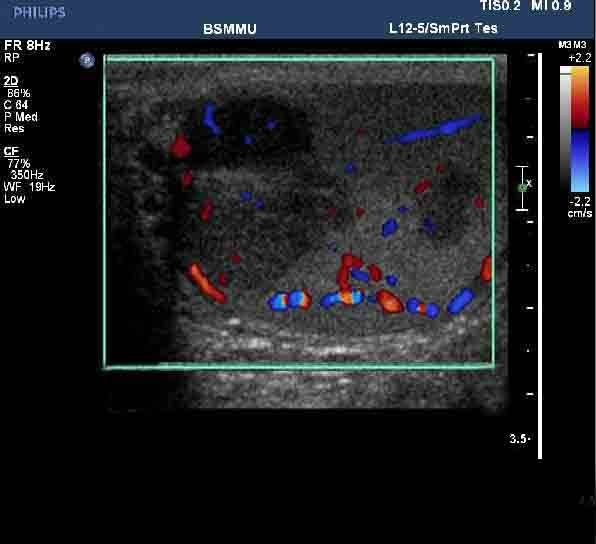 PHILIPS
TIS0.2 MI 0.9
BSMMU
L12-5/SmPrt Tes
FR 8Hz
RP
2D
86%
C 64
P Med
Res
CF
77%
350Hz
WF 19Hz
Low
P
M3 M3
+2.2
x
-2.2
cm/s
3.5-